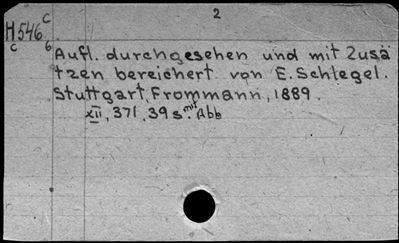 2
H 546 c
c 6 Aufl. durchgesehen und mit Zusä
tzen bereichert von E. Schlegel.
Stuttgart, Frommann, 1889.
XII, 371, 39 s. mit Abb